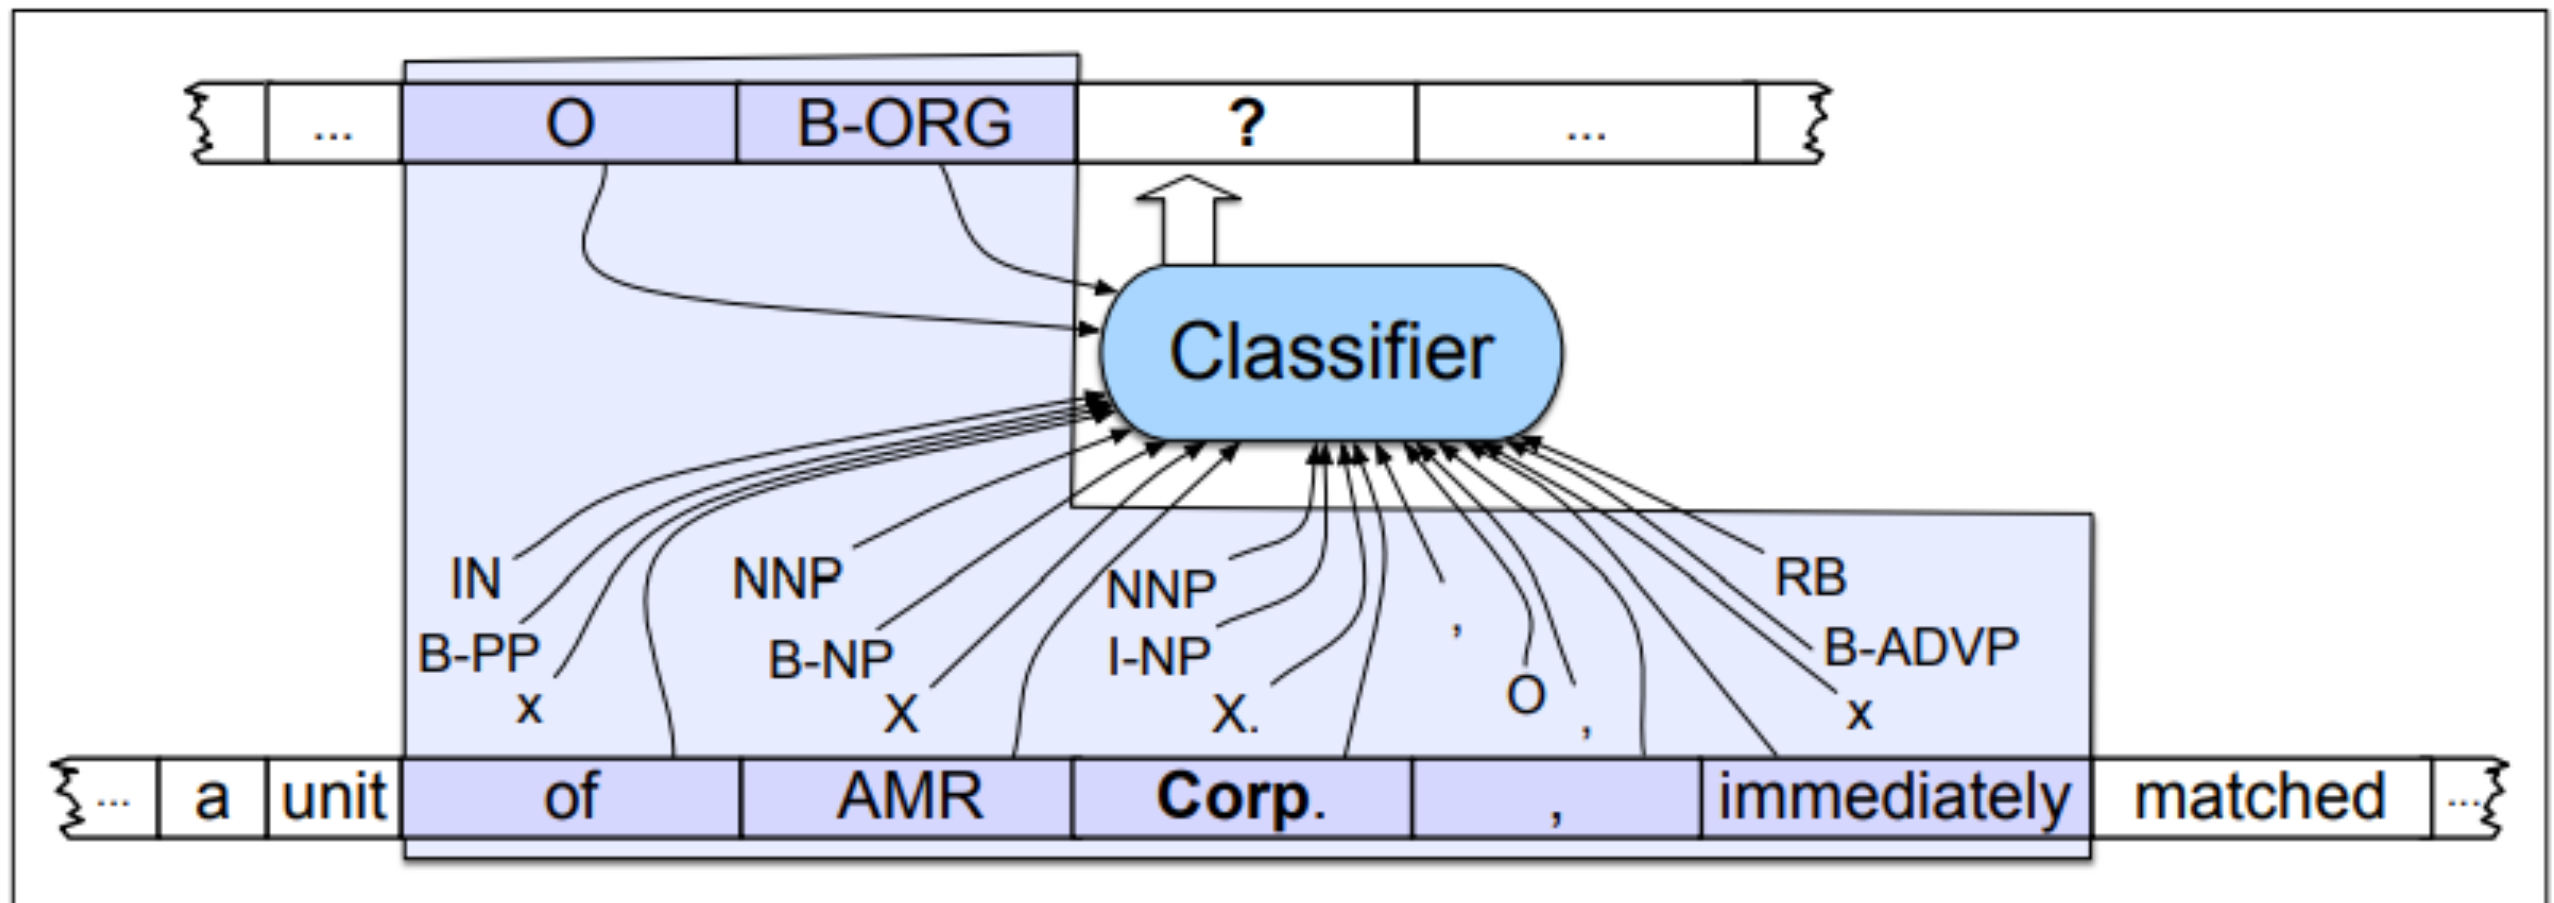 ... O B-ORG ? ...
Classifier
IN NNP NNP , RB
B-PP B-NP I-NP O B-ADVP
x X X. , x
... a unit of AMR Corp. , immediately matched ...